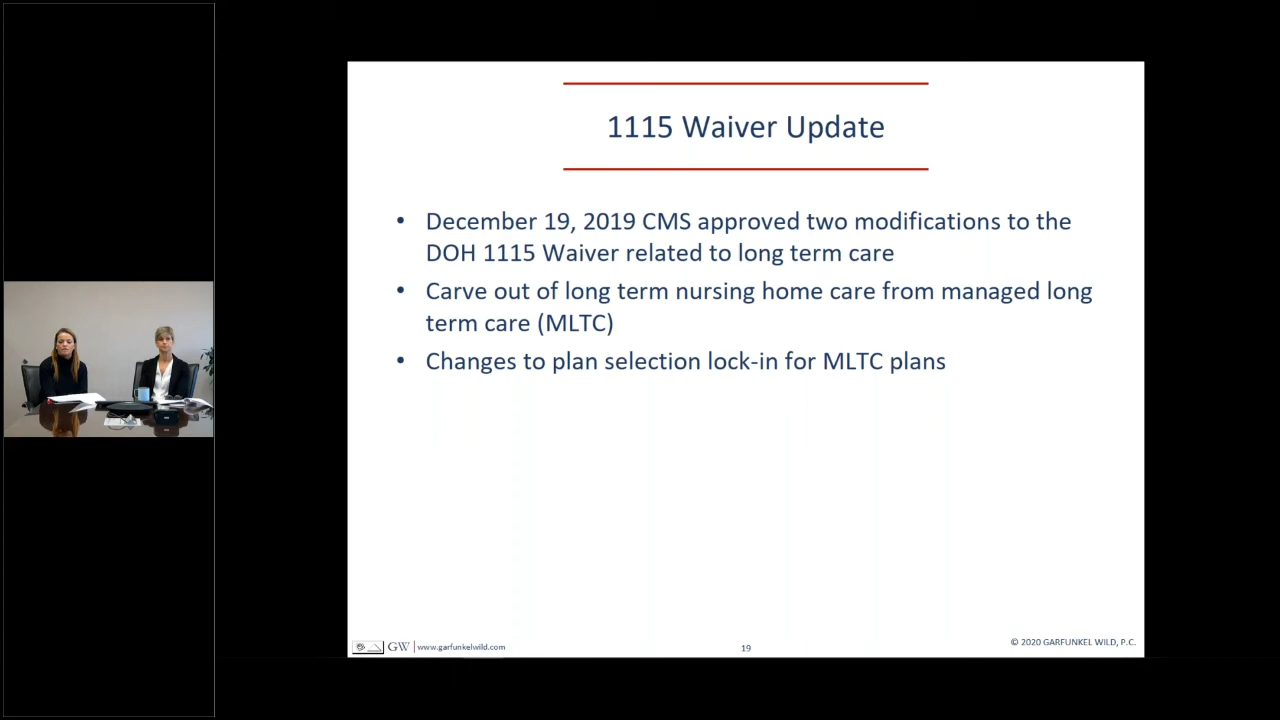 1115 Waiver Update
• December 19, 2019 CMS approved two modifications to the
DOH 1115 Waiver related to long term care
• Carve out of long term nursing home care from managed long
term care (MLTC)
• Changes to plan selection lock-in for MLTC plans
GW www.garfunkelwild.com
19
© 2020 GARFUNKEL WILD, P.C.